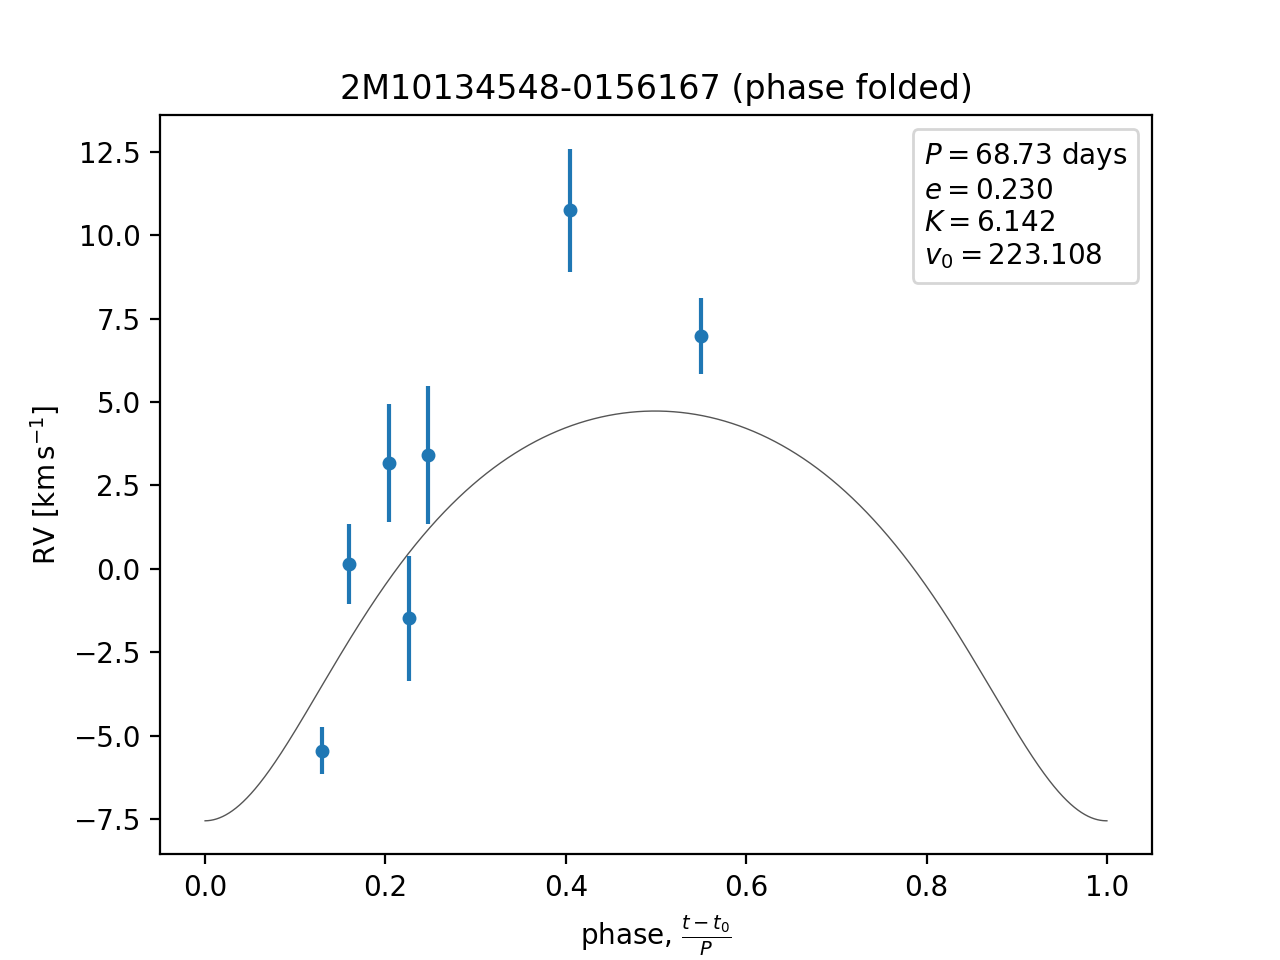 2M10134548-0156167 (phase folded)
P = 68.73 days
e = 0.230
K = 6.142
v₀ = 223.108
12.5
10.0
7.5
5.0
2.5
0.0
−2.5
−5.0
−7.5
RV [km s⁻¹]
0.0 0.2 0.4 0.6 0.8 1.0
phase, (t − t₀)/P